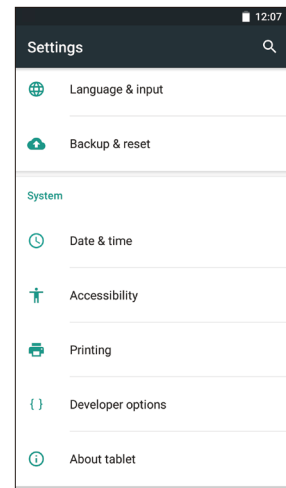 12:07
Settings
Language & input
Backup & reset
System
Date & time
Accessibility
Printing
{ } Developer options
About tablet